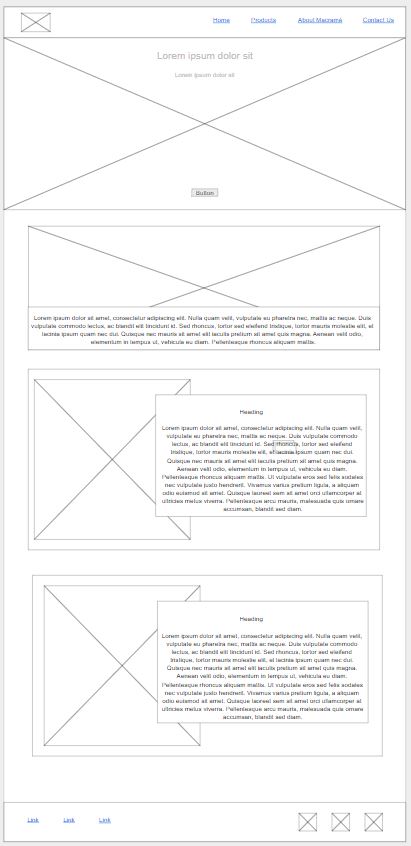 Home Products About Macramé Contact Us
Lorem ipsum dolor sit
Lorem ipsum dolor sit
Button
Lorem ipsum dolor sit amet, consectetur adipiscing elit. Nulla quam velit, vulputate eu pharetra nec, mattis ac neque. Duis
vulputate commodo lectus, ac blandit elit tincidunt id. Sed rhoncus, tortor sed eleifend tristique, tortor mauris molestie elit, et
lacinia ipsum quam nec dui. Quisque nec mauris sit amet elit iaculis pretium sit amet quis magna. Aenean velit odio,
elementum in tempus ut, vehicula eu diam. Pellentesque rhoncus aliquam mattis.
Heading
Lorem ipsum dolor sit amet, consectetur adipiscing elit. Nulla quam velit,
vulputate eu pharetra nec, mattis ac neque. Duis vulputate commodo
lectus, ac blandit elit tincidunt id. Sed rhoncus, tortor sed eleifend
tristique, tortor mauris molestie elit, et lacinia ipsum quam nec dui.
Quisque nec mauris sit amet elit iaculis pretium sit amet quis magna.
Aenean velit odio, elementum in tempus ut, vehicula eu diam.
Pellentesque rhoncus aliquam mattis. Ut vulputate eros sed felis sodales
nec vulputate justo hendrerit. Vivamus varius pretium ligula, a aliquam
odio euismod sit amet. Quisque laoreet sem sit amet orci ullamcorper at
ultricies metus viverra. Pellentesque arcu mauris, malesuada quis ornare
accumsan, blandit sed diam.
Heading
Lorem ipsum dolor sit amet, consectetur adipiscing elit. Nulla quam velit,
vulputate eu pharetra nec, mattis ac neque. Duis vulputate commodo
lectus, ac blandit elit tincidunt id. Sed rhoncus, tortor sed eleifend
tristique, tortor mauris molestie elit, et lacinia ipsum quam nec dui.
Quisque nec mauris sit amet elit iaculis pretium sit amet quis magna.
Aenean velit odio, elementum in tempus ut, vehicula eu diam.
Pellentesque rhoncus aliquam mattis. Ut vulputate eros sed felis sodales
nec vulputate justo hendrerit. Vivamus varius pretium ligula, a aliquam
odio euismod sit amet. Quisque laoreet sem sit amet orci ullamcorper at
ultricies metus viverra. Pellentesque arcu mauris, malesuada quis ornare
accumsan, blandit sed diam.
Link Link Link